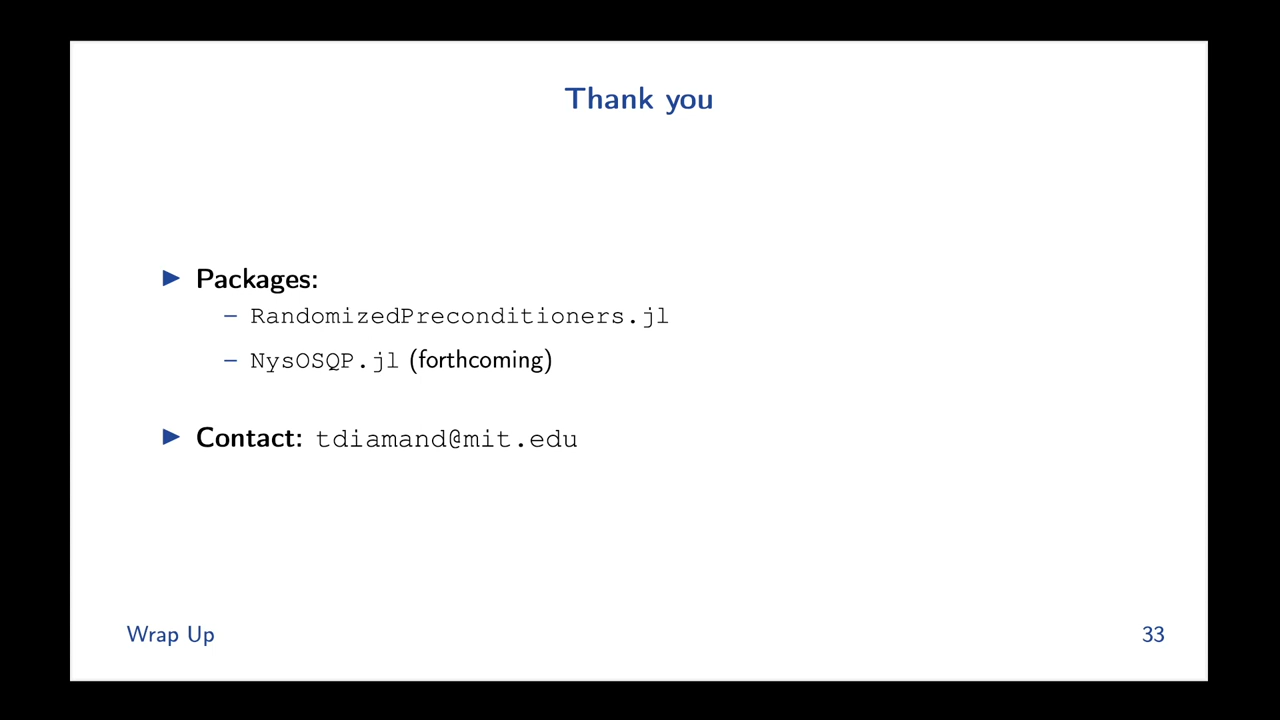 Thank you
▶ Packages:
– RandomizedPreconditioners.jl
– NysOSQP.jl (forthcoming)
▶ Contact: tdiamand@mit.edu
Wrap Up 33